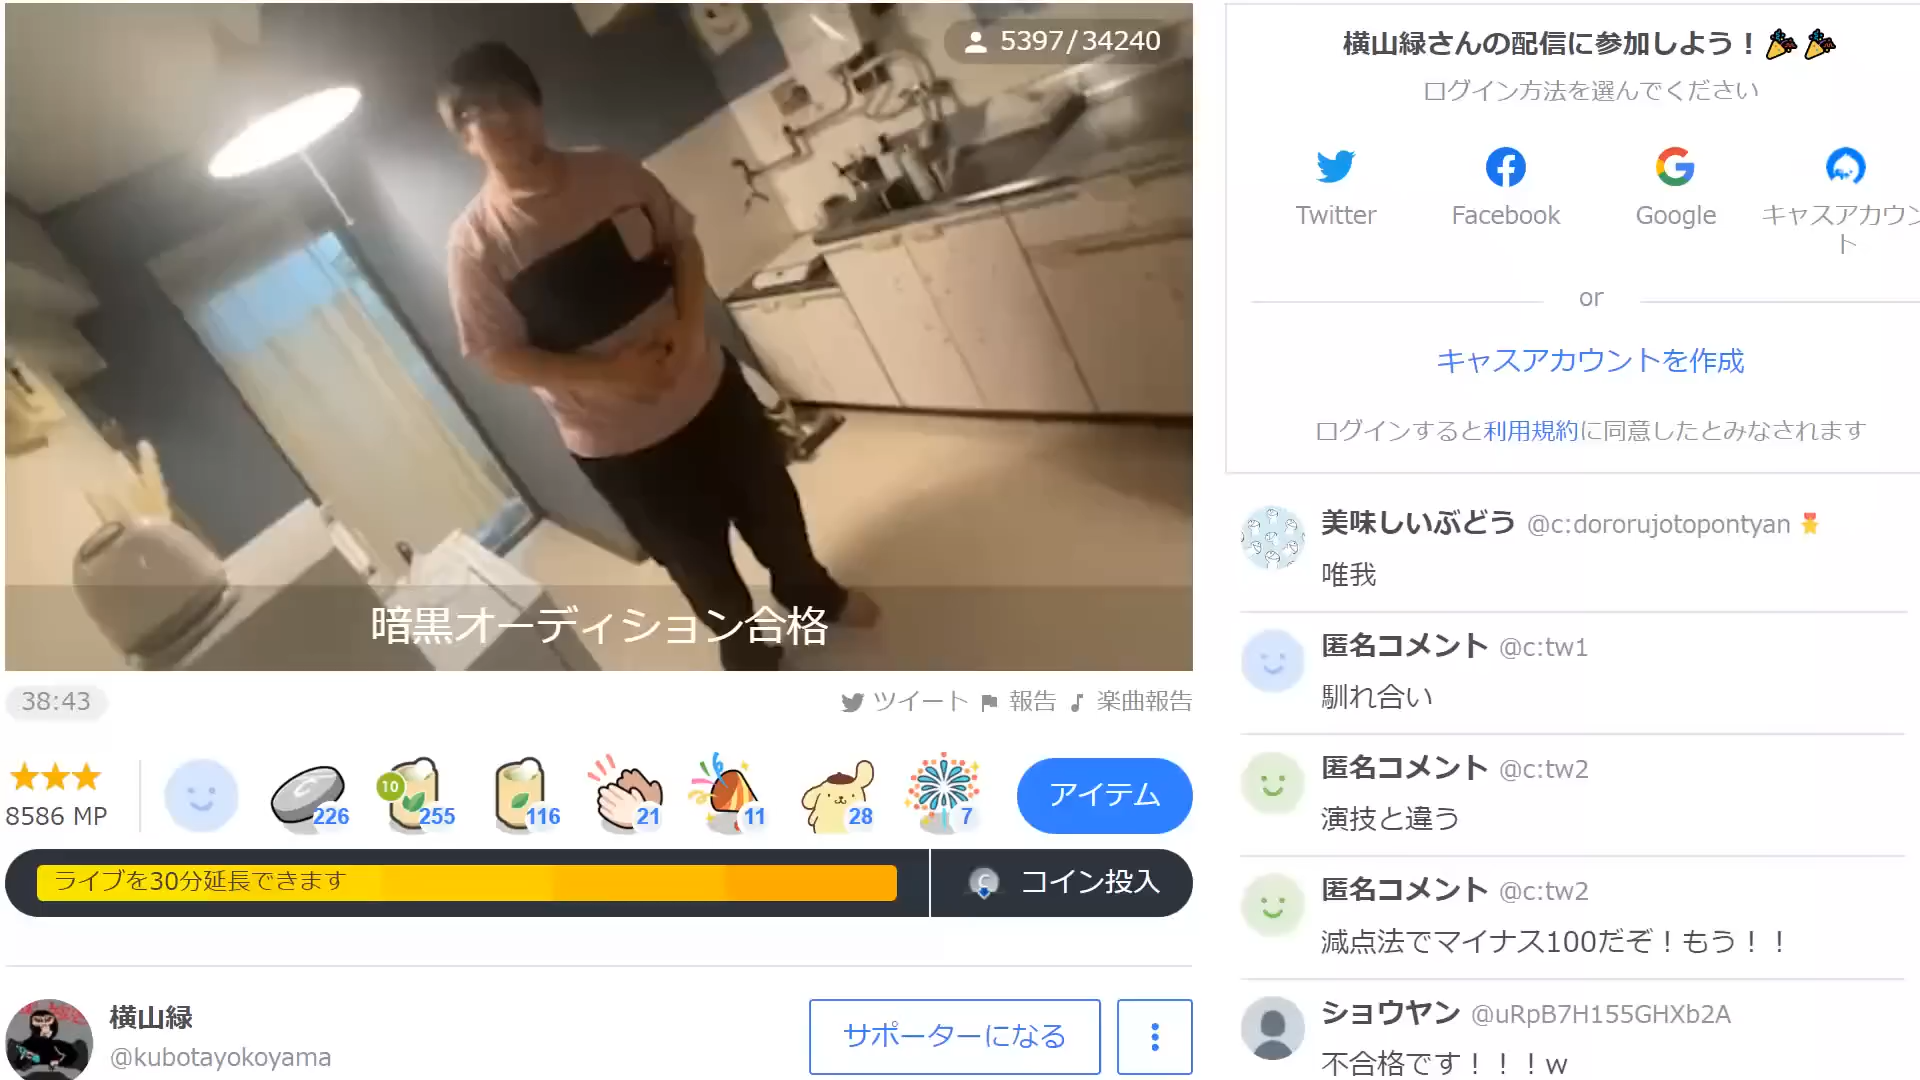 5397/34240
暗黒オーディション合格
38:43
ツイート 報告 楽曲報告
8586 MP
226
10
255
116
21
11
28
7
アイテム
ライブを30分延長できます
C
コイン投入
横山緑
@kubotayokoyama
サポーターになる
横山緑さんの配信に参加しよう！
ログイン方法を選んでください
Twitter
Facebook
Google
キャスアカウン
ト
or
キャスアカウントを作成
ログインすると利用規約に同意したとみなされます
美味しいぶどう @c:dororujotopontyan
唯我
匿名コメント @c:tw1
馴れ合い
匿名コメント @c:tw2
演技と違う
匿名コメント @c:tw2
減点法でマイナス100だぞ！もう！！
ショウヤン @uRpB7H155GHXb2A
不合格です！！！w